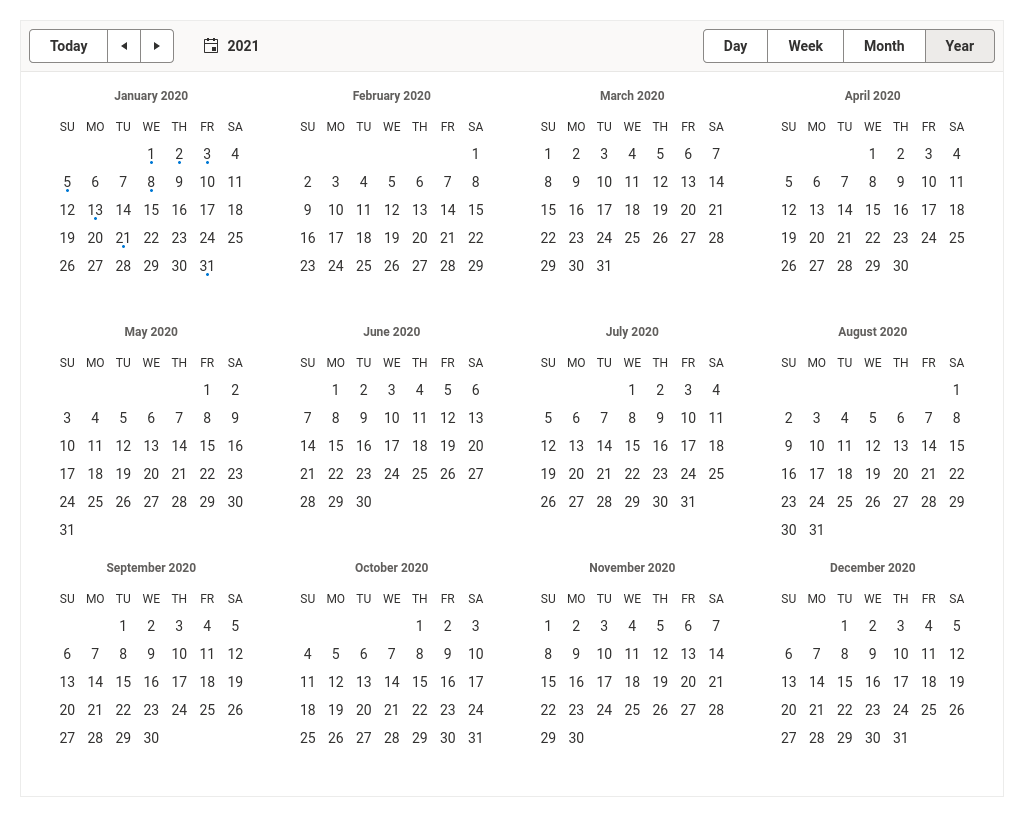 Today 2021 Day Week Month Year
January 2020 February 2020 March 2020 April 2020
SU MO TU WE TH FR SA SU MO TU WE TH FR SA SU MO TU WE TH FR SA SU MO TU WE TH FR SA
1 2 3 4 1 1 2 3 4 5 6 7 1 2 3 4
5 6 7 8 9 10 11 2 3 4 5 6 7 8 8 9 10 11 12 13 14 5 6 7 8 9 10 11
12 13 14 15 16 17 18 9 10 11 12 13 14 15 15 16 17 18 19 20 21 12 13 14 15 16 17 18
19 20 21 22 23 24 25 16 17 18 19 20 21 22 22 23 24 25 26 27 28 19 20 21 22 23 24 25
26 27 28 29 30 31 23 24 25 26 27 28 29 29 30 31 26 27 28 29 30
May 2020 June 2020 July 2020 August 2020
SU MO TU WE TH FR SA SU MO TU WE TH FR SA SU MO TU WE TH FR SA SU MO TU WE TH FR SA
1 2 1 2 3 4 5 6 1 2 3 4 1
3 4 5 6 7 8 9 7 8 9 10 11 12 13 5 6 7 8 9 10 11 2 3 4 5 6 7 8
10 11 12 13 14 15 16 14 15 16 17 18 19 20 12 13 14 15 16 17 18 9 10 11 12 13 14 15
17 18 19 20 21 22 23 21 22 23 24 25 26 27 19 20 21 22 23 24 25 16 17 18 19 20 21 22
24 25 26 27 28 29 30 28 29 30 26 27 28 29 30 31 23 24 25 26 27 28 29
31 30 31
September 2020 October 2020 November 2020 December 2020
SU MO TU WE TH FR SA SU MO TU WE TH FR SA SU MO TU WE TH FR SA SU MO TU WE TH FR SA
1 2 3 4 5 1 2 3 1 2 3 4 5 6 7 1 2 3 4 5
6 7 8 9 10 11 12 4 5 6 7 8 9 10 8 9 10 11 12 13 14 6 7 8 9 10 11 12
13 14 15 16 17 18 19 11 12 13 14 15 16 17 15 16 17 18 19 20 21 13 14 15 16 17 18 19
20 21 22 23 24 25 26 18 19 20 21 22 23 24 22 23 24 25 26 27 28 20 21 22 23 24 25 26
27 28 29 30 25 26 27 28 29 30 31 29 30 27 28 29 30 31